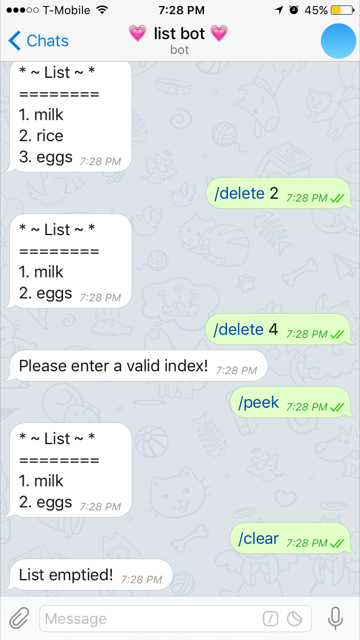 T-Mobile 7:28 PM 45%
Chats
💗 list bot 💗
bot
* ~ List ~ *
========
1. milk
2. rice
3. eggs 7:28 PM
/delete 2 7:28 PM
* ~ List ~ *
========
1. milk
2. eggs 7:28 PM
/delete 4 7:28 PM
Please enter a valid index! 7:28 PM
/peek 7:28 PM
* ~ List ~ *
========
1. milk
2. eggs 7:28 PM
/clear 7:28 PM
List emptied! 7:28 PM
Message